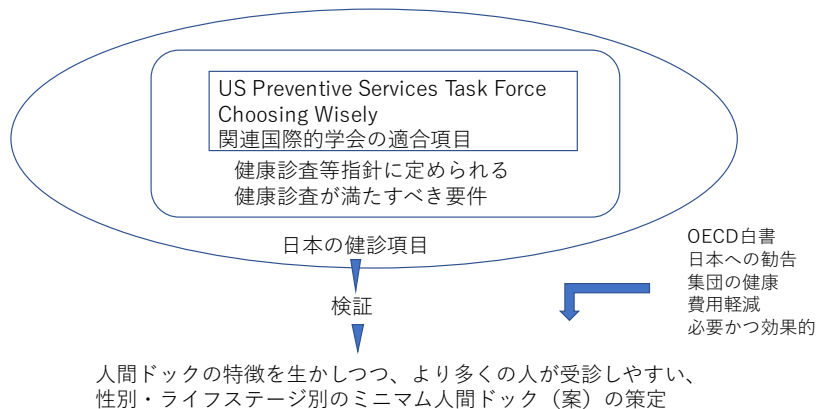 US Preventive Services Task Force
Choosing Wisely
関連国際的学会の適合項目
健康診査等指針に定められる
健康診査が満たすべき要件
日本の健診項目
OECD白書
日本への勧告
集団の健康
費用軽減
必要かつ効果的
検証
人間ドックの特徴を生かしつつ、より多くの人が受診しやすい、
性別・ライフステージ別のミニマム人間ドック（案）の策定